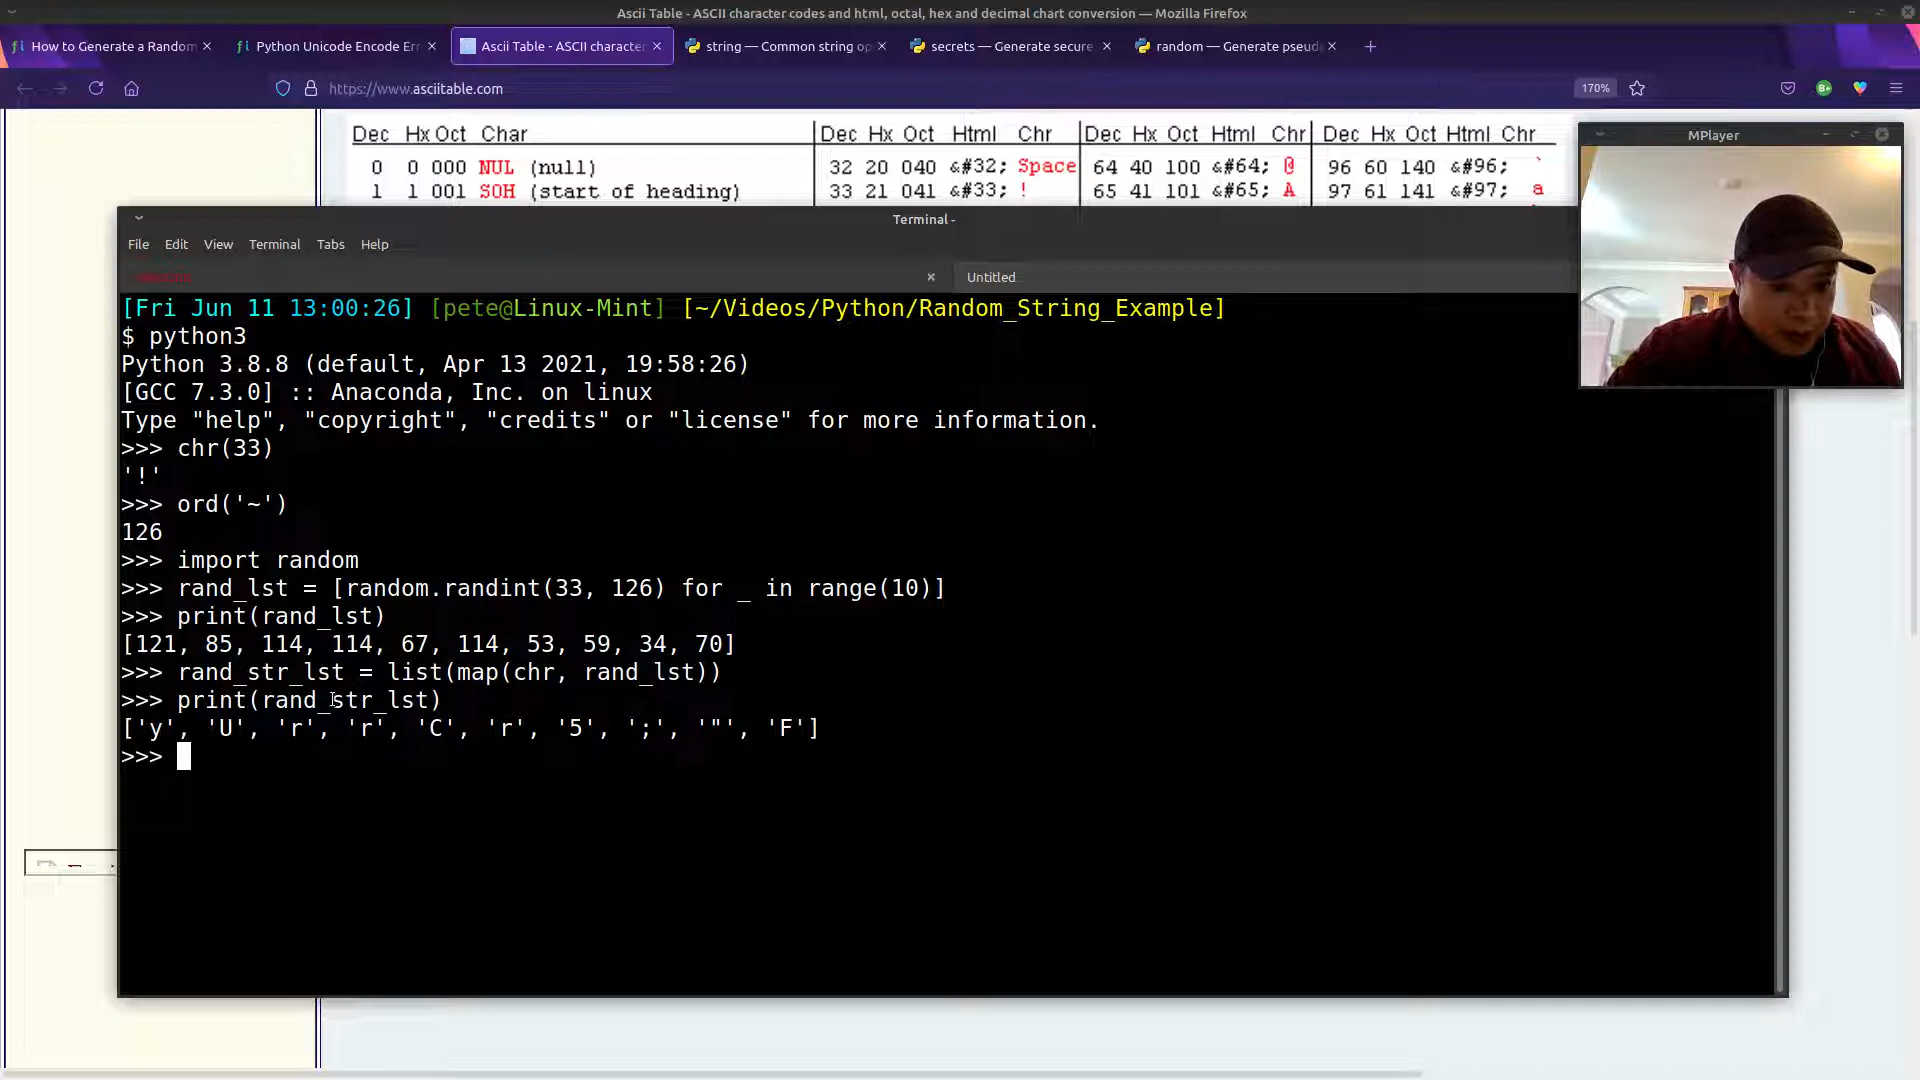 Ascii Table - ASCII character codes and html, octal, hex and decimal chart conversion — Mozilla Firefox
How to Generate a Random
Python Unicode Encode Err
Ascii Table - ASCII character
string — Common string op
secrets — Generate secure
random — Generate pseud
https://www.asciitable.com
170%
Dec Hx Oct Char Dec Hx Oct Html Chr Dec Hx Oct Html Chr Dec Hx Oct Html Chr
0 0 000 NUL (null) 32 20 040 &#32; Space 64 40 100 &#64; @ 96 60 140 &#96; `
1 1 001 SOH (start of heading) 33 21 041 &#33; ! 65 41 101 &#65; A 97 61 141 &#97; a
MPlayer
Terminal -
File Edit View Terminal Tabs Help
Untitled
[Fri Jun 11 13:00:26] [pete@Linux-Mint] [~/Videos/Python/Random_String_Example]
$ python3
Python 3.8.8 (default, Apr 13 2021, 19:58:26)
[GCC 7.3.0] :: Anaconda, Inc. on linux
Type "help", "copyright", "credits" or "license" for more information.
>>> chr(33)
'!'
>>> ord('~')
126
>>> import random
>>> rand_lst = [random.randint(33, 126) for _ in range(10)]
>>> print(rand_lst)
[121, 85, 114, 114, 67, 114, 53, 59, 34, 70]
>>> rand_str_lst = list(map(chr, rand_lst))
>>> print(rand_str_lst)
['y', 'U', 'r', 'r', 'C', 'r', '5', ';', '"', 'F']
>>>